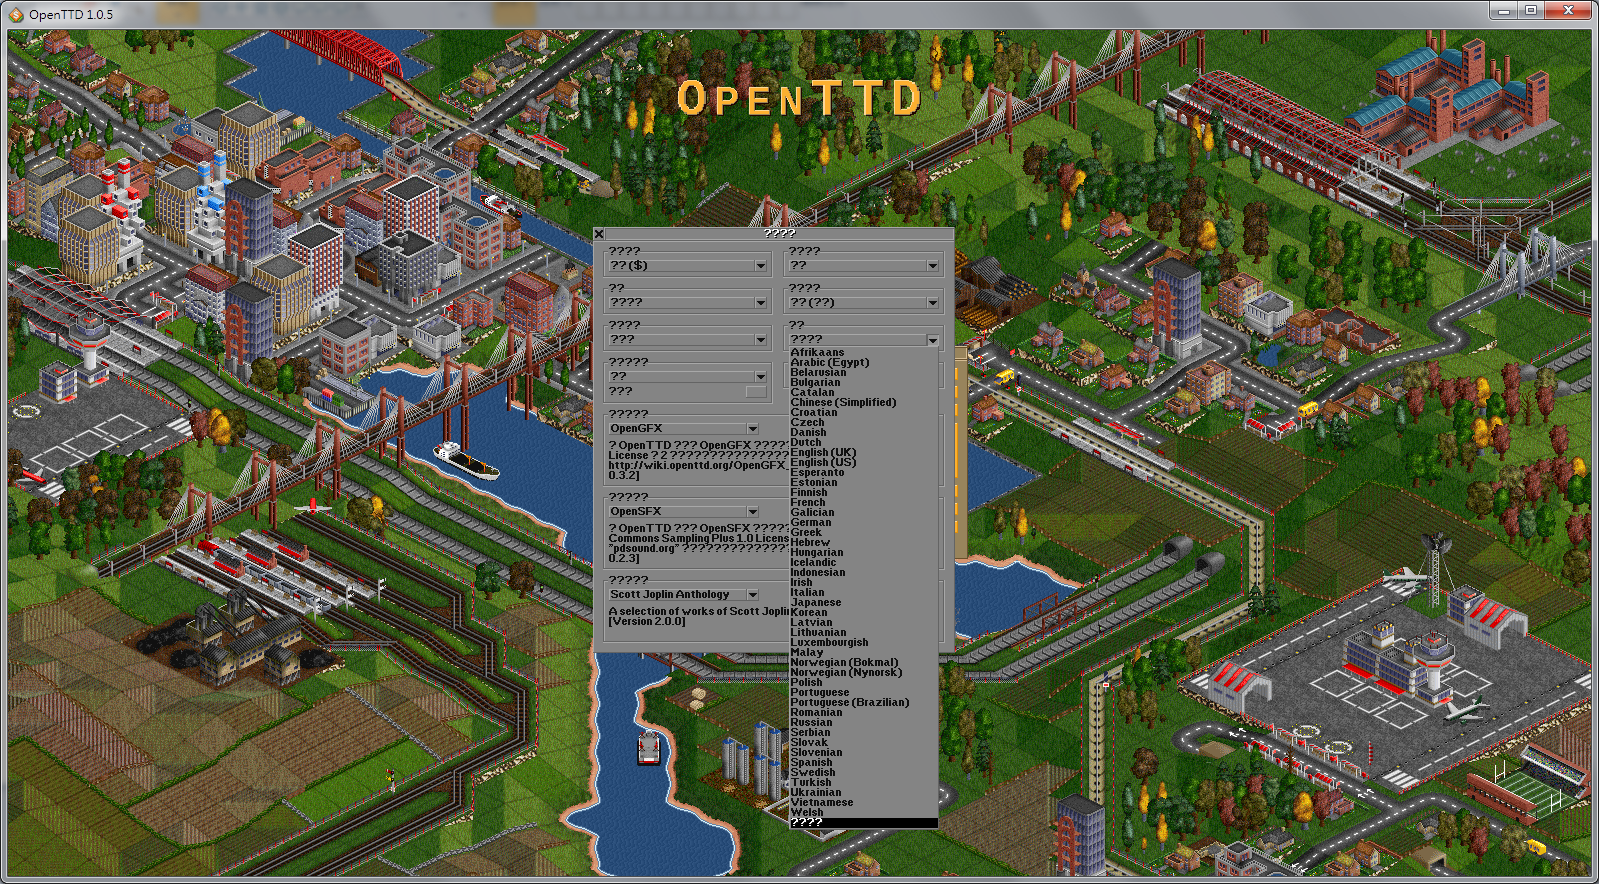 OpenTTD 1.0.5
OPENTTD
????
????
??($)
????
??
??
????
????
??(??)
????
???
??
????
?????
??
???
?????
OpenGFX
? OpenTTD ??? OpenGFX ?????
License ? 2 ???????????????
http://wiki.openttd.org/OpenGFX
0.3.2]
?????
OpenSFX
? OpenTTD ??? OpenSFX ?????
Commons Sampling Plus 1.0 Licens
"pdsound.org" ??????????????
0.2.3]
?????
Scott Joplin Anthology
A selection of works of Scott Joplin
[Version 2.0.0]
Afrikaans
Arabic (Egypt)
Belarusian
Bulgarian
Catalan
Chinese (Simplified)
Croatian
Czech
Danish
Dutch
English (UK)
English (US)
Esperanto
Estonian
Finnish
French
Galician
German
Greek
Hebrew
Hungarian
Icelandic
Indonesian
Irish
Italian
Japanese
Korean
Latvian
Lithuanian
Luxembourgish
Malay
Norwegian (Bokmal)
Norwegian (Nynorsk)
Polish
Portuguese
Portuguese (Brazilian)
Romanian
Russian
Serbian
Slovak
Slovenian
Spanish
Swedish
Turkish
Ukrainian
Vietnamese
Welsh
????